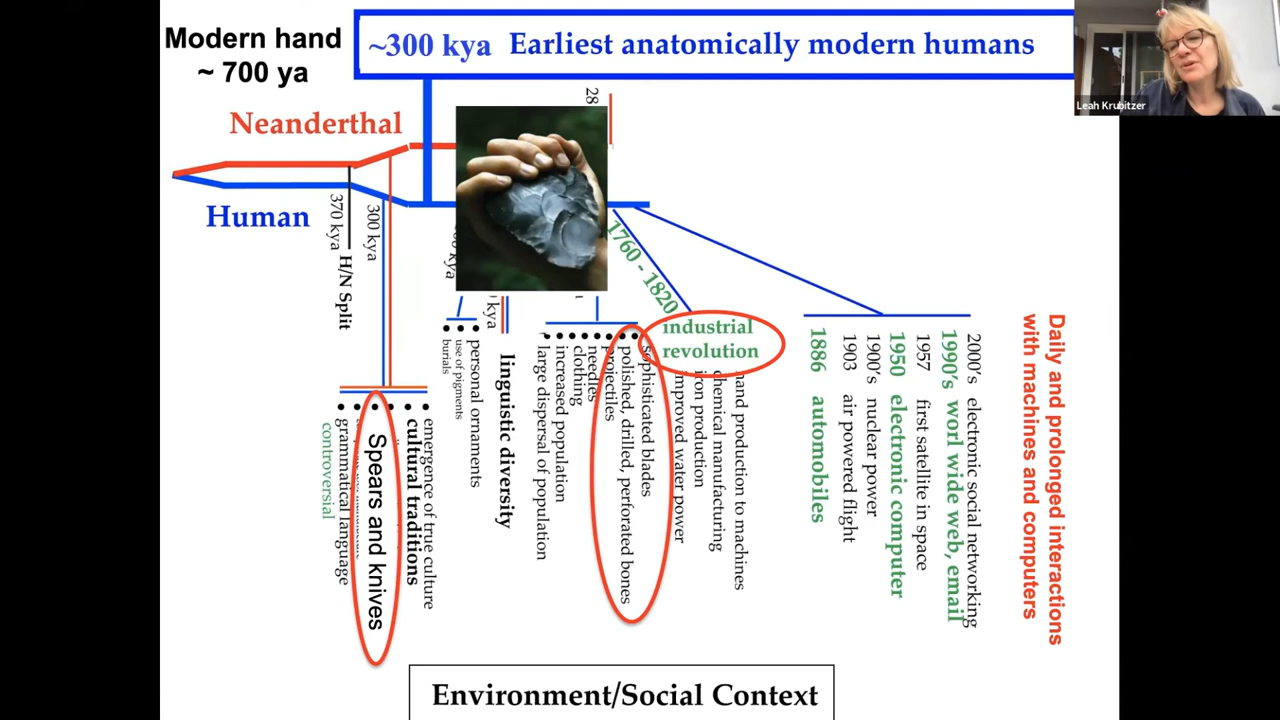 Modern hand
~ 700 ya
~300 kya Earliest anatomically modern humans
Leah Krubitzer
Neanderthal
Human
28
370 kya
H/N Split
300 kya
kya
kya
1760 - 1820
industrial
revolution
emergence of true culture
cultural traditions
Spears and knives
grammatical language
controversial
personal ornaments
use of pigments
burials
linguistic diversity
sophisticated blades
polished, drilled, perforated bones
projectiles
needles
clothing
increased population
large dispersal of population
hand production to machines
chemical manufacturing
iron production
improved water power
2000's electronic social networking
1990's worl wide web, email
1957 first satellite in space
1950 electronic computer
1900's nuclear power
1903 air powered flight
1886 automobiles
Daily and prolonged interactions
with machines and computers
Environment/Social Context